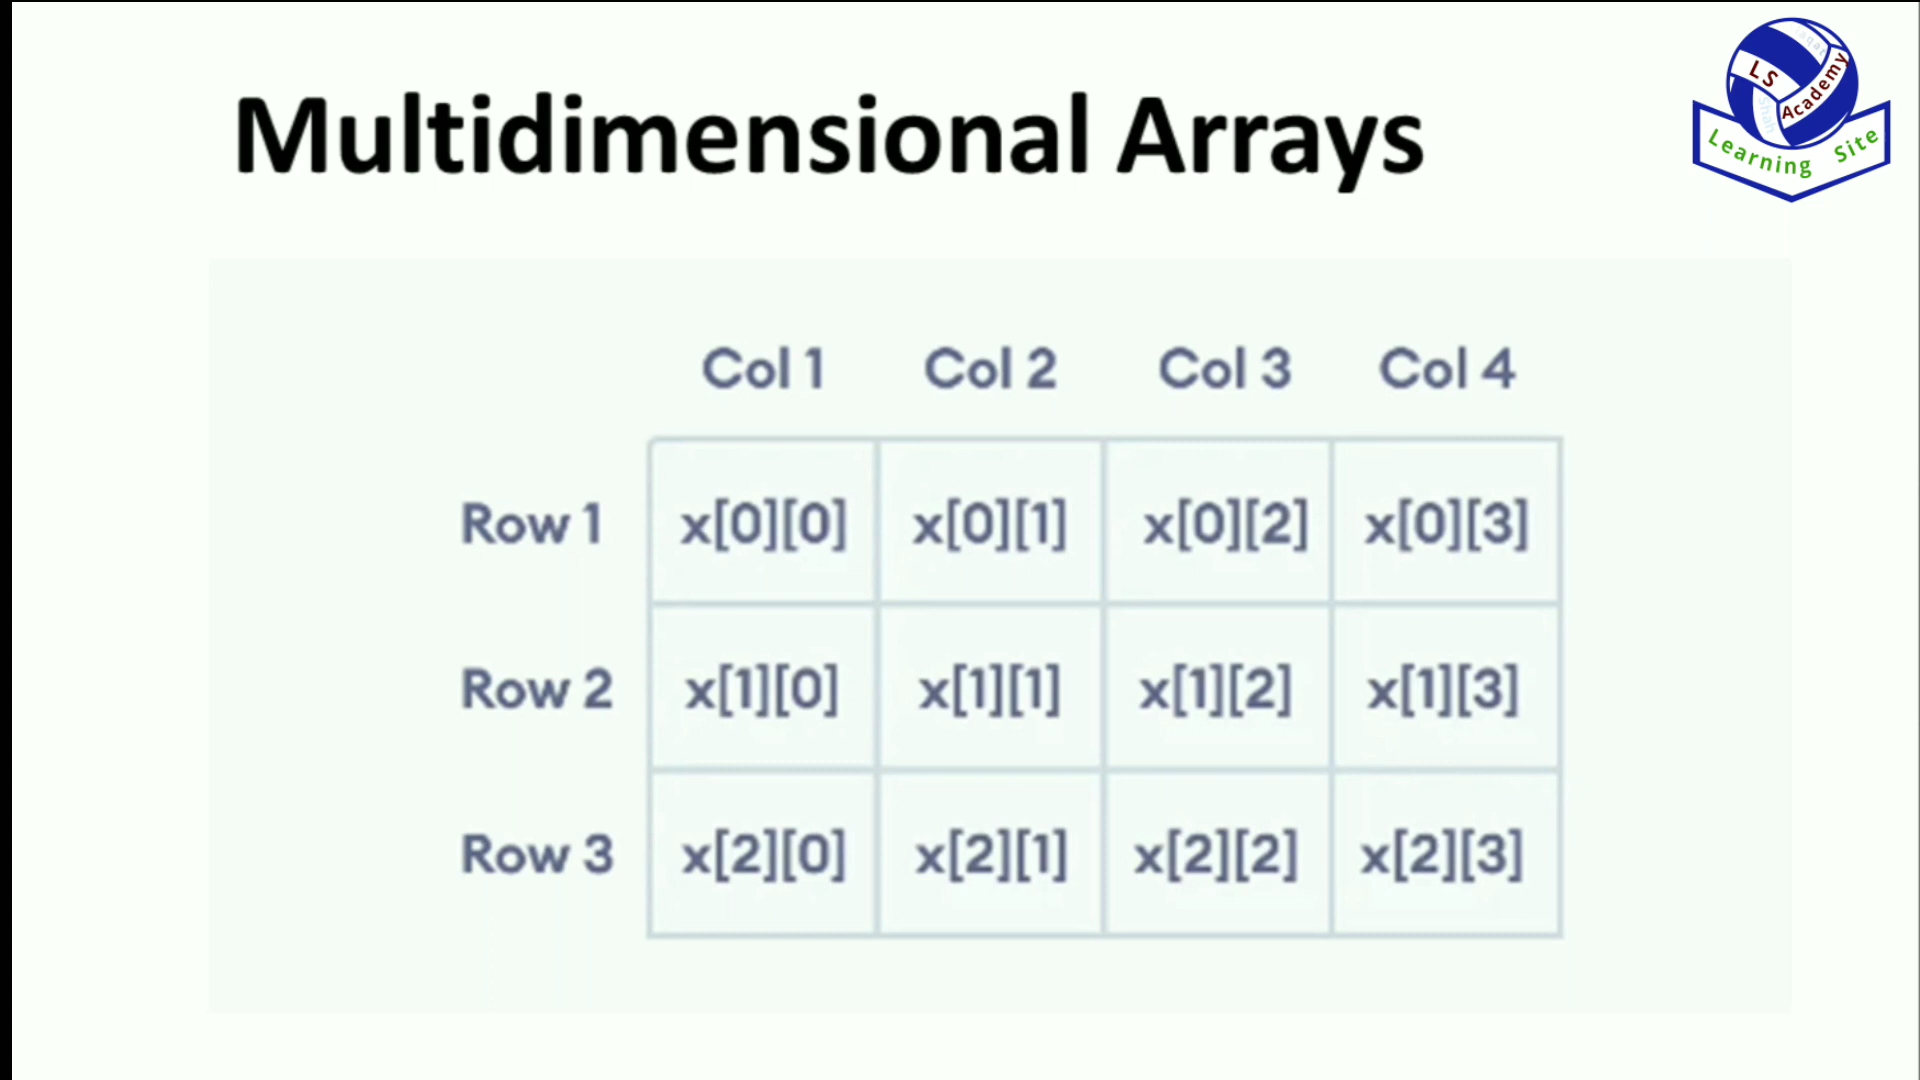 Multidimensional Arrays
LS Academy
Learning Site
Col 1 Col 2 Col 3 Col 4
Row 1 x[0][0] x[0][1] x[0][2] x[0][3]
Row 2 x[1][0] x[1][1] x[1][2] x[1][3]
Row 3 x[2][0] x[2][1] x[2][2] x[2][3]